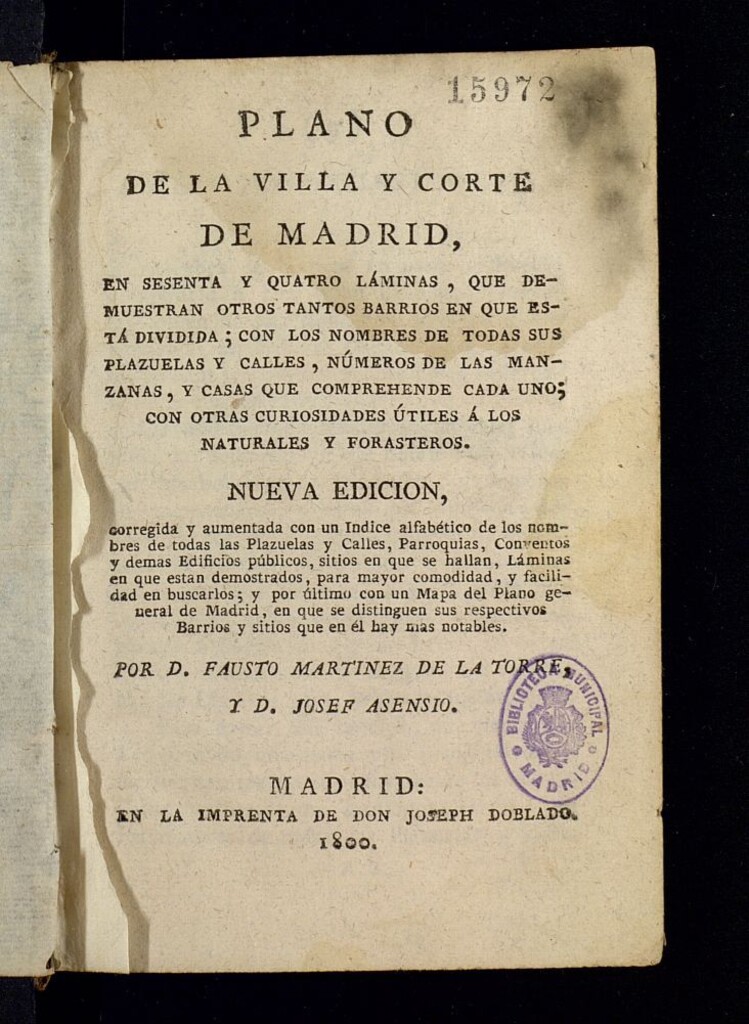 15972
PLANO
DE LA VILLA Y CORTE
DE MADRID,
EN SESENTA Y QUATRO LÁMINAS, QUE DE-
MUESTRAN OTROS TANTOS BARRIOS EN QUE ES-
TÁ DIVIDIDA; CON LOS NOMBRES DE TODAS SUS
PLAZUELAS Y CALLES, NÚMEROS DE LAS MAN-
ZANAS, Y CASAS QUE COMPREHENDE CADA UNO;
CON OTRAS CURIOSIDADES ÚTILES Á LOS
NATURALES Y FORASTEROS.
NUEVA EDICION,
corregida y aumentada con un Indice alfabético de los nom-
bres de todas las Plazuelas y Calles, Parroquias, Conventos
y demas Edificios públicos, sitios en que se hallan, Láminas
en que estan demostrados, para mayor comodidad, y facili-
dad en buscarlos; y por último con un Mapa del Plano ge-
neral de Madrid, en que se distinguen sus respectivos
Barrios y sitios que en él hay mas notables.
POR D. FAUSTO MARTINEZ DE LA TORRE,
Y D. JOSEF ASENSIO.
BIBLIOTECA MUNICIPAL
MADRID
MADRID:
EN LA IMPRENTA DE DON JOSEPH DOBLADO.
1800.